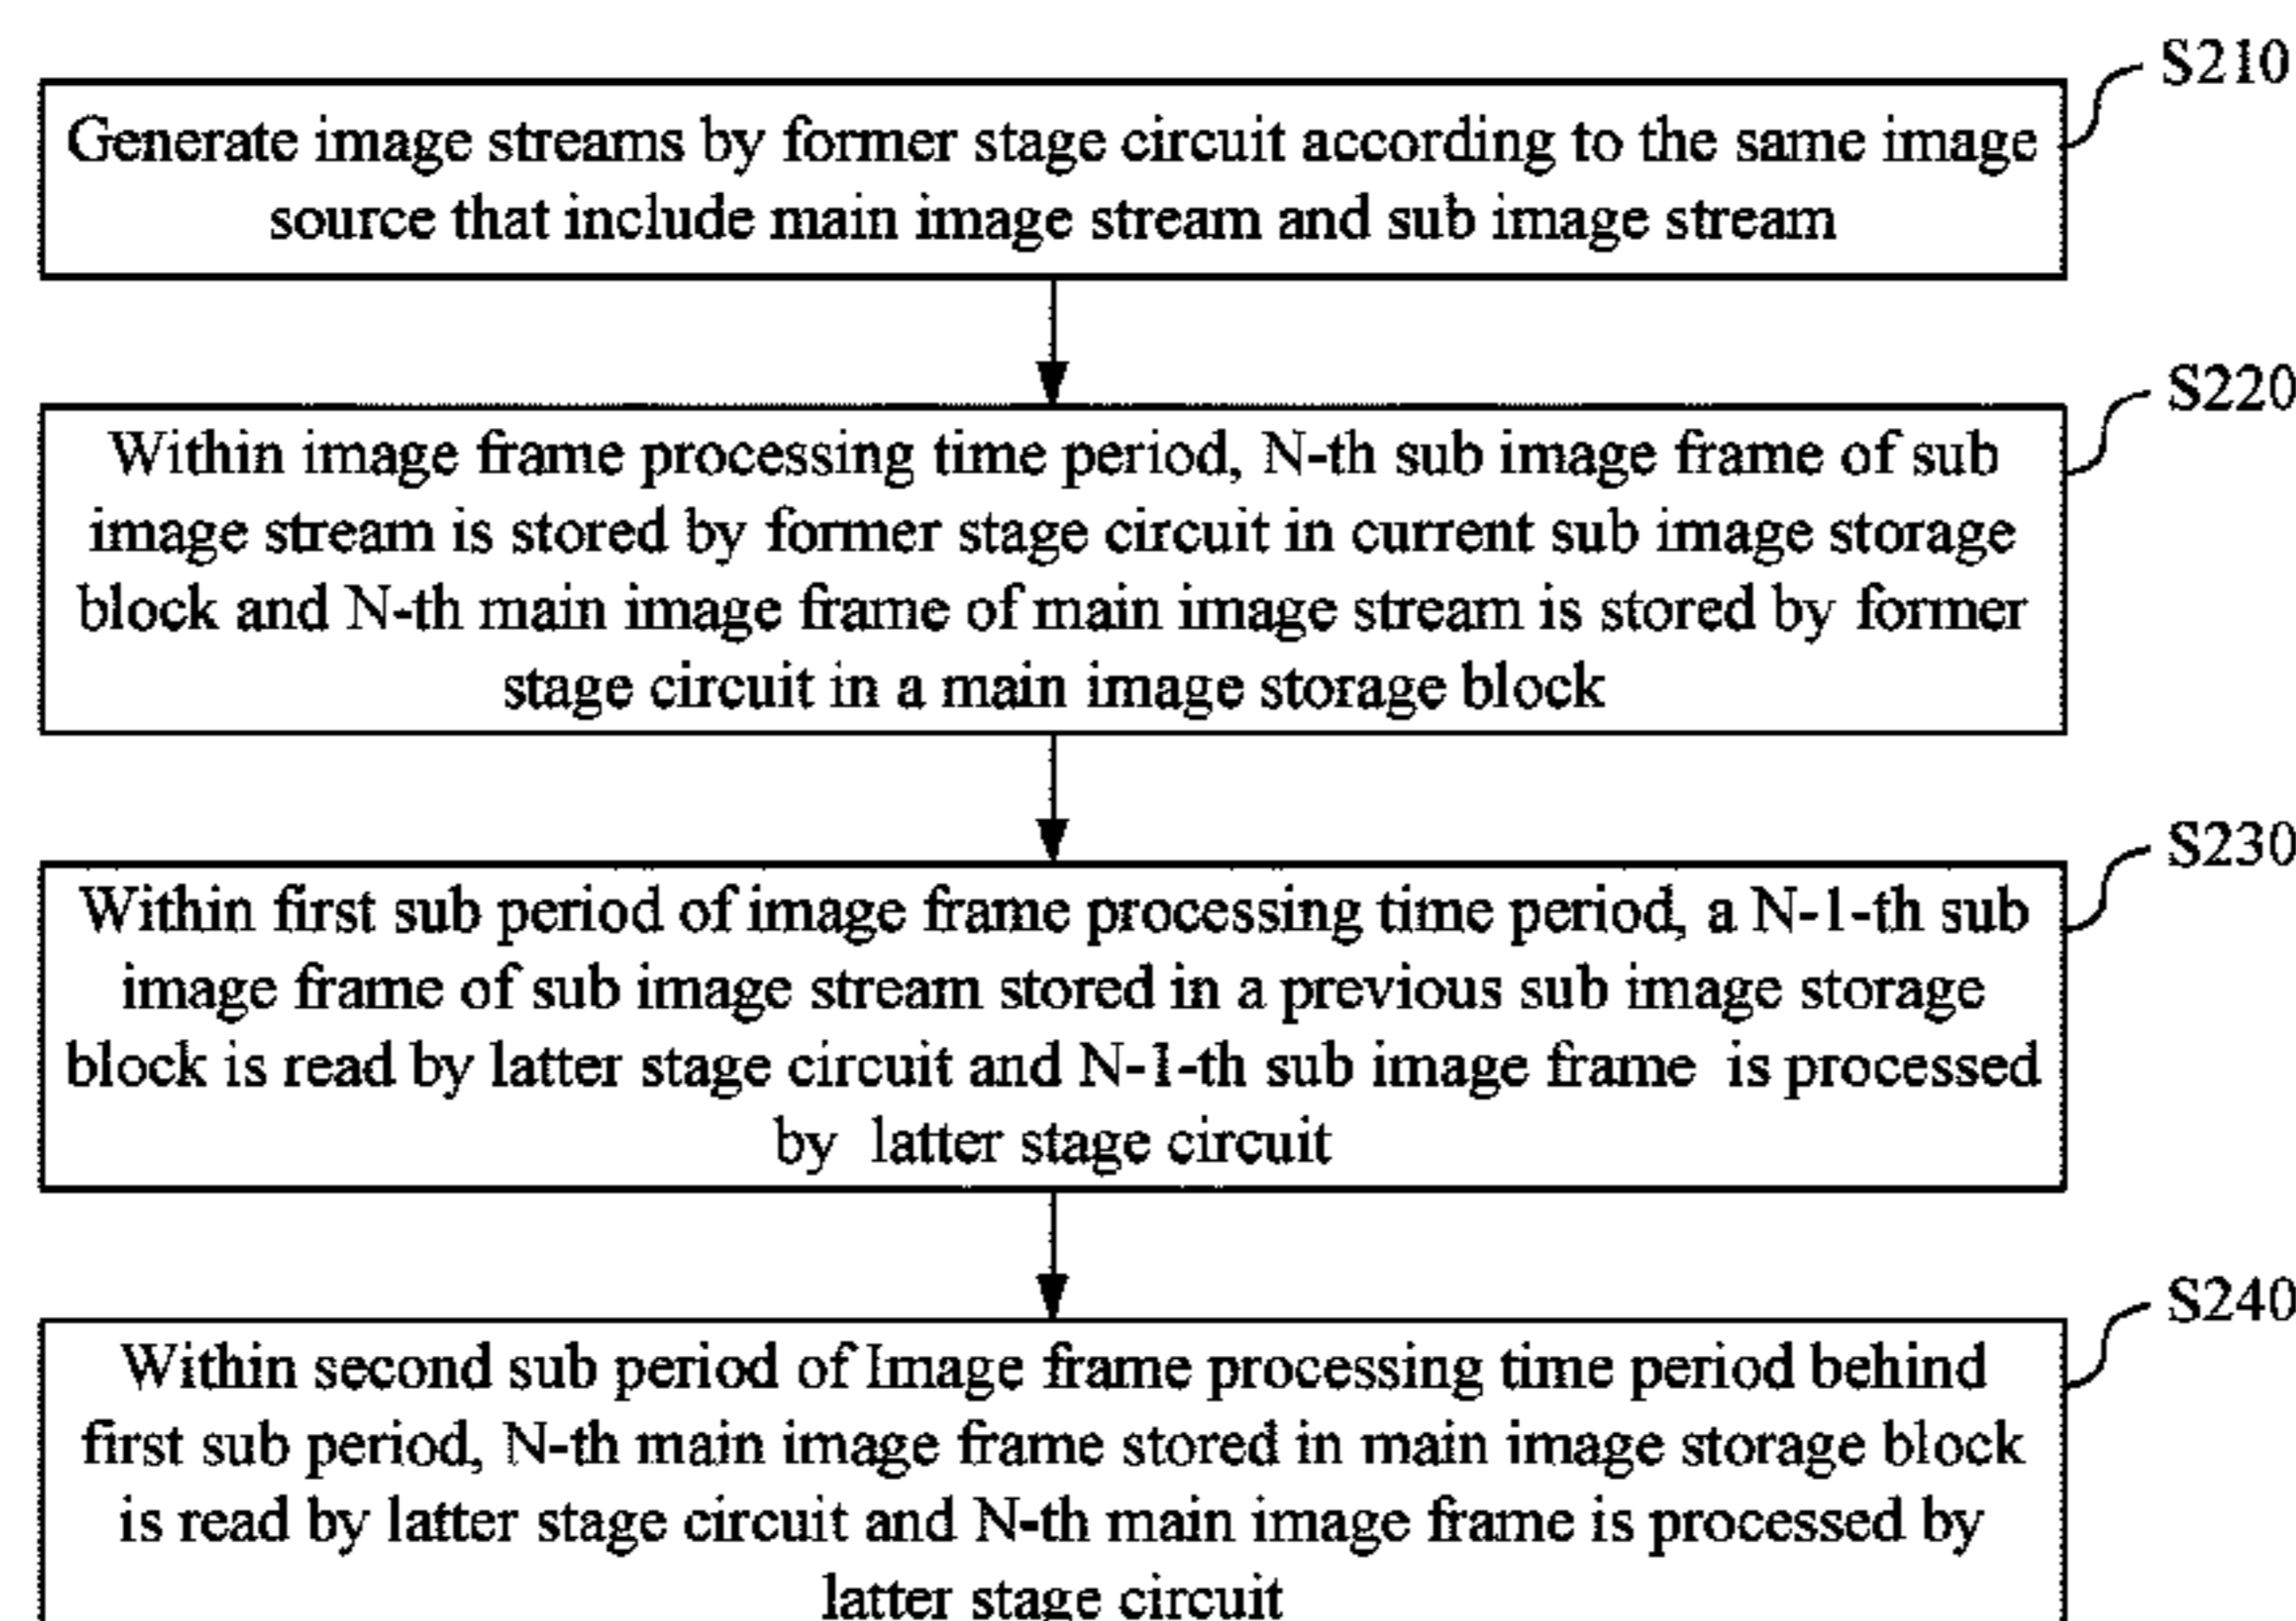 S210
Generate image streams by former stage circuit according to the same image
source that include main image stream and sub image stream
S220
Within image frame processing time period, N-th sub image frame of sub
image stream is stored by former stage circuit in current sub image storage
block and N-th main image frame of main image stream is stored by former
stage circuit in a main image storage block
S230
Within first sub period of image frame processing time period, a N-1-th sub
image frame of sub image stream stored in a previous sub image storage
block is read by latter stage circuit and N-1-th sub image frame is processed
by latter stage circuit
S240
Within second sub period of Image frame processing time period behind
first sub period, N-th main image frame stored in main image storage block
is read by latter stage circuit and N-th main image frame is processed by
latter stage circuit